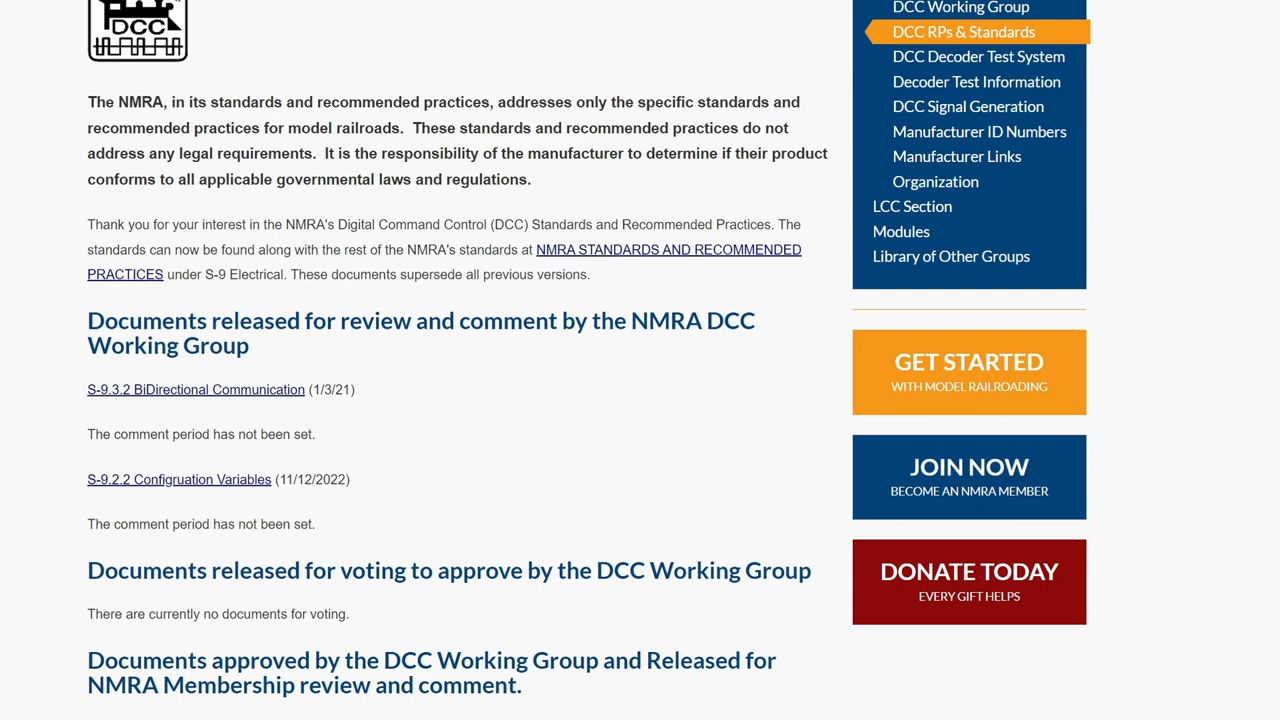 DCC
The NMRA, in its standards and recommended practices, addresses only the specific standards and
recommended practices for model railroads.  These standards and recommended practices do not
address any legal requirements.  It is the responsibility of the manufacturer to determine if their product
conforms to all applicable governmental laws and regulations.
Thank you for your interest in the NMRA's Digital Command Control (DCC) Standards and Recommended Practices. The
standards can now be found along with the rest of the NMRA's standards at NMRA STANDARDS AND RECOMMENDED
PRACTICES under S-9 Electrical. These documents supersede all previous versions.
Documents released for review and comment by the NMRA DCC
Working Group
S-9.3.2 BiDirectional Communication (1/3/21)
The comment period has not been set.
S-9.2.2 Configruation Variables (11/12/2022)
The comment period has not been set.
Documents released for voting to approve by the DCC Working Group
There are currently no documents for voting.
Documents approved by the DCC Working Group and Released for
NMRA Membership review and comment.
DCC Working Group
DCC RPs & Standards
DCC Decoder Test System
Decoder Test Information
DCC Signal Generation
Manufacturer ID Numbers
Manufacturer Links
Organization
LCC Section
Modules
Library of Other Groups
GET STARTED
WITH MODEL RAILROADING
JOIN NOW
BECOME AN NMRA MEMBER
DONATE TODAY
EVERY GIFT HELPS